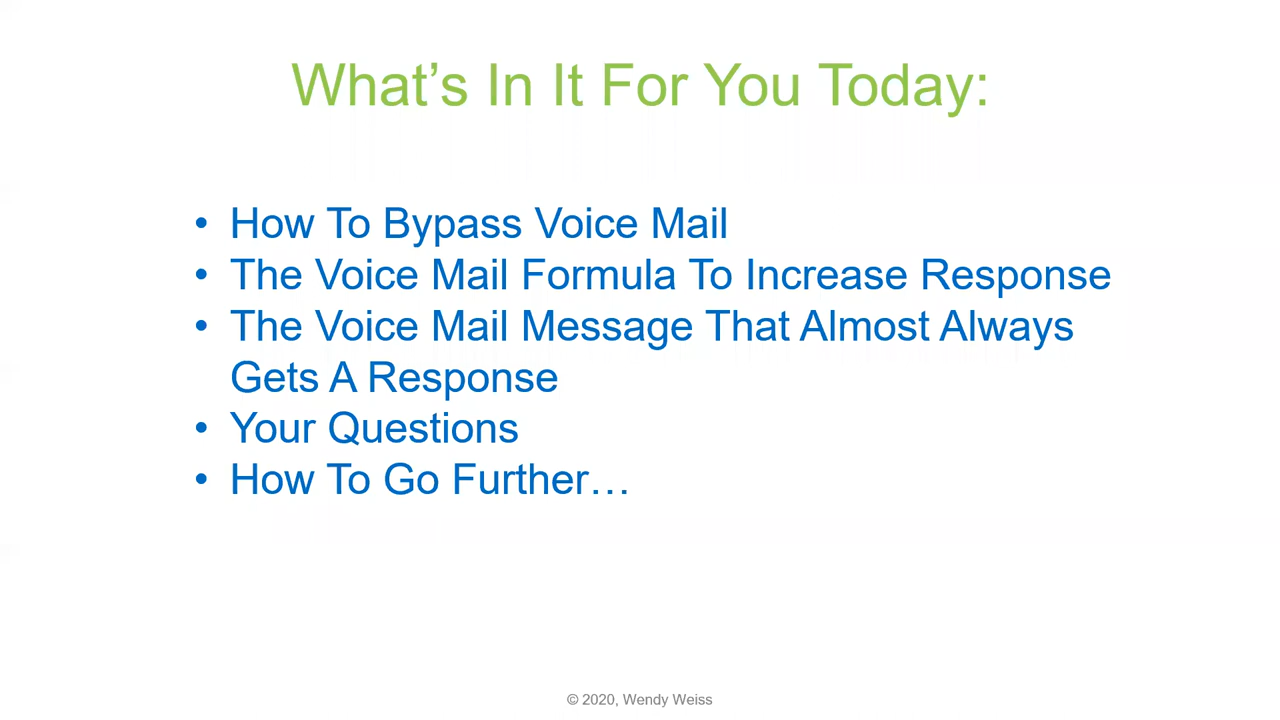 What’s In It For You Today:
• How To Bypass Voice Mail
• The Voice Mail Formula To Increase Response
• The Voice Mail Message That Almost Always
Gets A Response
• Your Questions
• How To Go Further…
© 2020, Wendy Weiss